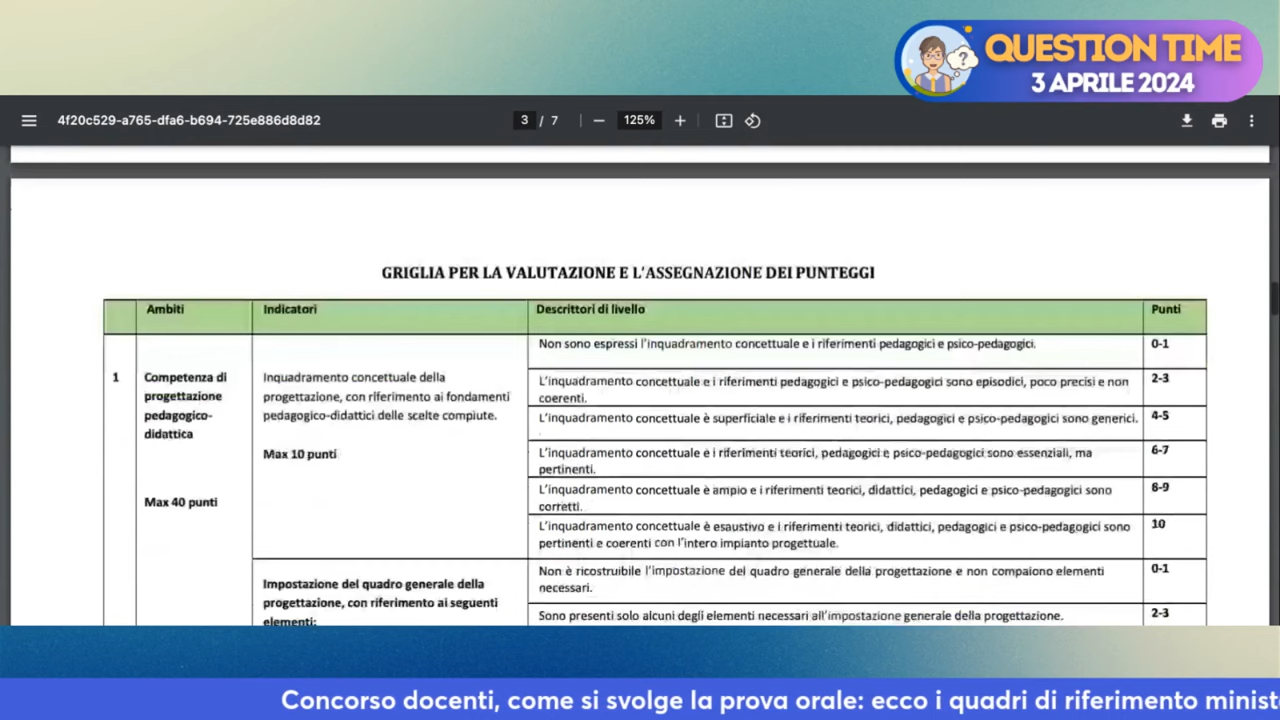 QUESTION TIME
3 APRILE 2024
4f20c529-a765-dfa6-b694-725e886d8d82
3 / 7
125%
GRIGLIA PER LA VALUTAZIONE E L'ASSEGNAZIONE DEI PUNTEGGI
Ambiti
Indicatori
Descrittori di livello
Punti
1
Competenza di
progettazione
pedagogico-
didattica
Max 40 punti
Inquadramento concettuale della
progettazione, con riferimento ai fondamenti
pedagogico-didattici delle scelte compiute.
Max 10 punti
Non sono espressi l'inquadramento concettuale e i riferimenti pedagogici e psico-pedagogici.
0-1
L'inquadramento concettuale e i riferimenti pedagogici e psico-pedagogici sono episodici, poco precisi e non
coerenti.
2-3
L'inquadramento concettuale è superficiale e i riferimenti teorici, pedagogici e psico-pedagogici sono generici.
4-5
L'inquadramento concettuale e i riferimenti teorici, pedagogici e psico-pedagogici sono essenziali, ma
pertinenti.
6-7
L'inquadramento concettuale è ampio e i riferimenti teorici, didattici, pedagogici e psico-pedagogici sono
corretti.
8-9
L'inquadramento concettuale è esaustivo e i riferimenti teorici, didattici, pedagogici e psico-pedagogici sono
pertinenti e coerenti con l'intero impianto progettuale.
10
Impostazione del quadro generale della
progettazione, con riferimento ai seguenti
elementi:
Non è ricostruibile l'impostazione del quadro generale della progettazione e non compaiono elementi
necessari.
0-1
Sono presenti solo alcuni degli elementi necessari all'impostazione generale della progettazione.
2-3
Concorso docenti, come si svolge la prova orale: ecco i quadri di riferimento minist